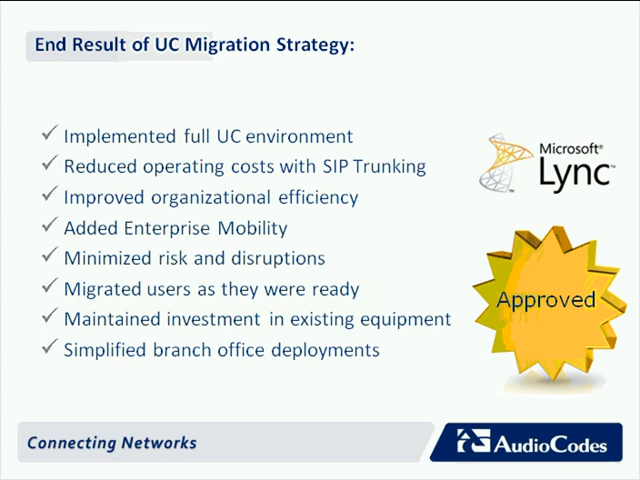 End Result of UC Migration Strategy:
Implemented full UC environment
Reduced operating costs with SIP Trunking
Improved organizational efficiency
Added Enterprise Mobility
Minimized risk and disruptions
Migrated users as they were ready
Maintained investment in existing equipment
Simplified branch office deployments
Microsoft®
Lync™
Approved
Connecting Networks
AudioCodes